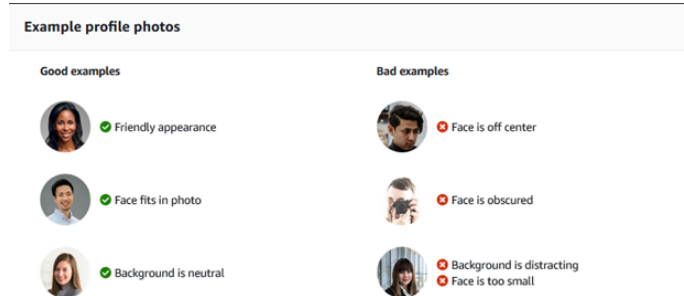 Example profile photos
Good examples
Bad examples
Friendly appearance
Face is off center
Face fits in photo
Face is obscured
Background is neutral
Background is distracting
Face is too small